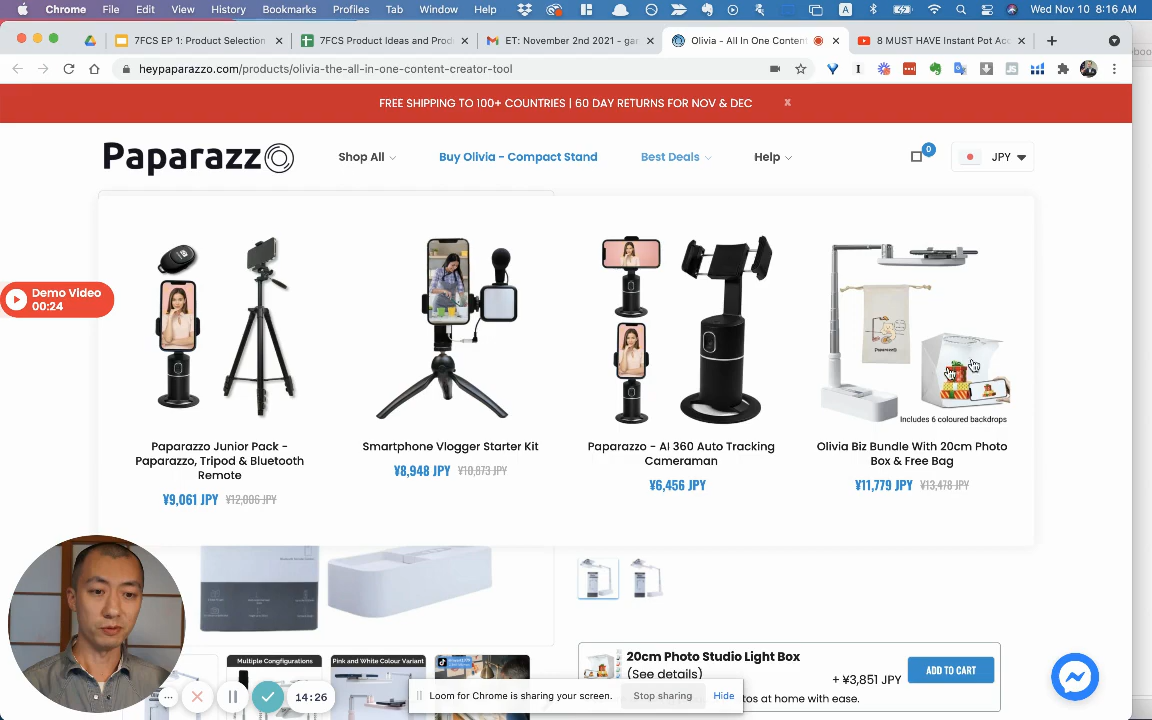 Chrome File Edit View History Bookmarks Profiles Tab Window Help
Wed Nov 10 8:16 AM
7FCS EP 1: Product Selection
7FCS Product Ideas and Prod
ET: November 2nd 2021 - gar
Olivia - All In One Content
8 MUST HAVE Instant Pot Acc
heypaparazzo.com/products/olivia-the-all-in-one-content-creator-tool
FREE SHIPPING TO 100+ COUNTRIES | 60 DAY RETURNS FOR NOV & DEC x
Paparazzo
Shop All
Buy Olivia - Compact Stand
Best Deals
Help
0
JPY
Demo Video
00:24
Includes 6 coloured backdrops
Paparazzo Junior Pack -
Paparazzo, Tripod & Bluetooth
Remote
¥9,061 JPY ¥12,006 JPY
Smartphone Vlogger Starter Kit
¥8,948 JPY ¥10,873 JPY
Paparazzo - AI 360 Auto Tracking
Cameraman
¥6,456 JPY
Olivia Biz Bundle With 20cm Photo
Box & Free Bag
¥11,779 JPY ¥13,478 JPY
Multiple Congfigurations
Pink and White Colour Variant
20cm Photo Studio Light Box
(See details)
+ ¥3,851 JPY
ADD TO CART
tos at home with ease.
14:26
Loom for Chrome is sharing your screen.
Stop sharing
Hide